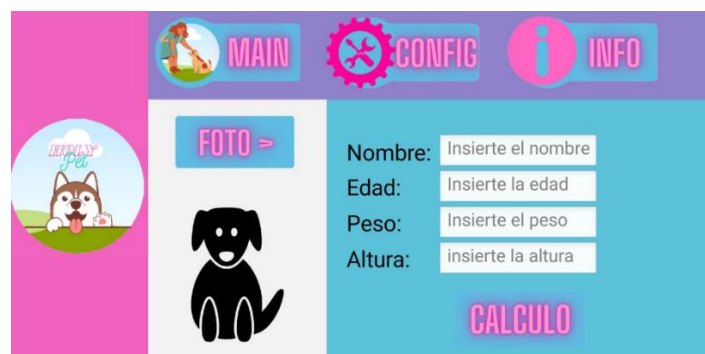 MAIN
CONFIG
INFO
Pet
FOTO >
Nombre: Insierte el nombre
Edad: Insierte la edad
Peso: Insierte el peso
Altura: insierte la altura
CALCULO